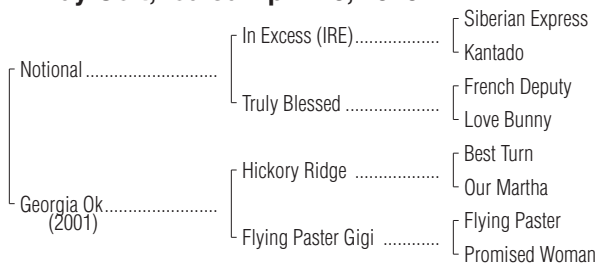 Siberian Express
In Excess (IRE)
Kantado
Notional
French Deputy
Truly Blessed
Love Bunny
Best Turn
Hickory Ridge
Our Martha
Georgia Ok
(2001)
Flying Paster
Flying Paster Gigi
Promised Woman